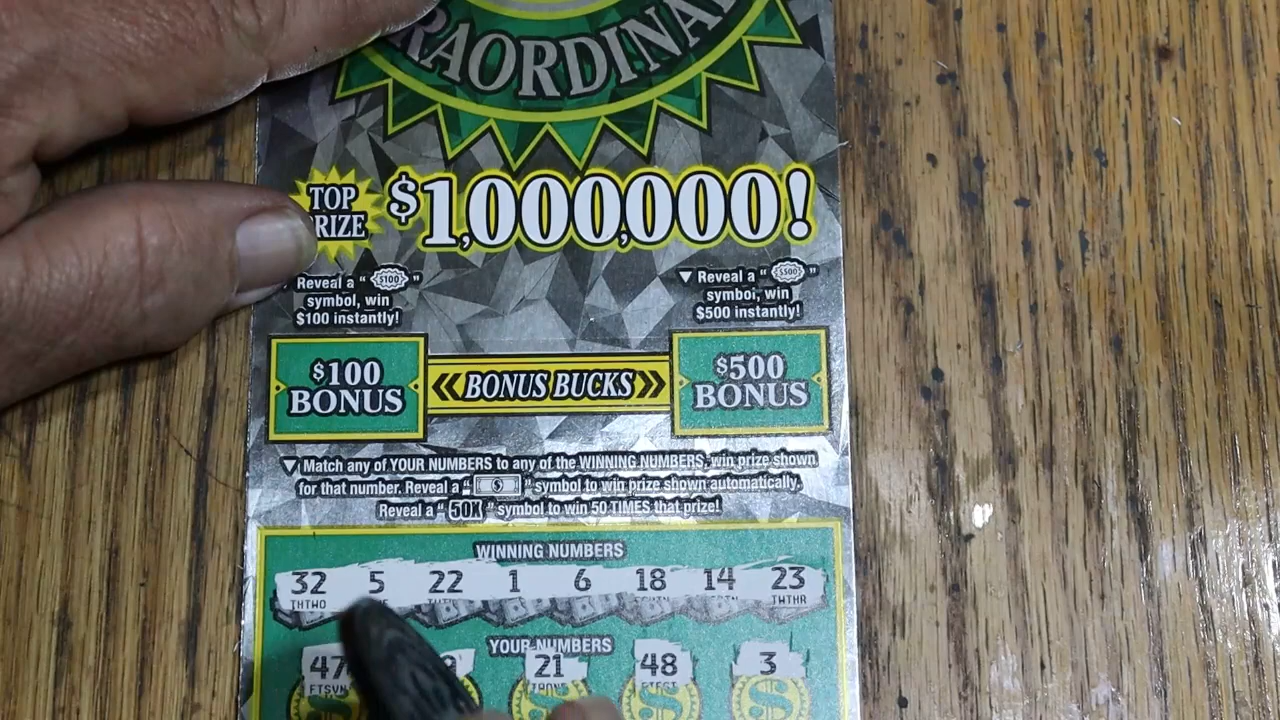 RAORDINA
TOP
RIZE
$1,000,000!
Reveal a "$100"
symbol, win
$100 instantly!
Reveal a "$500"
symbol, win
$500 instantly!
$100
BONUS
BONUS BUCKS
$500
BONUS
Match any of YOUR NUMBERS to any of the WINNING NUMBERS, win prize shown
for that number. Reveal a "$" symbol to win prize shown automatically.
Reveal a "50X" symbol to win 50 TIMES that prize!
WINNING NUMBERS
32 5 22 1 6 18 14 23
THTWO TWTHR
YOUR NUMBERS
47 21 48 3